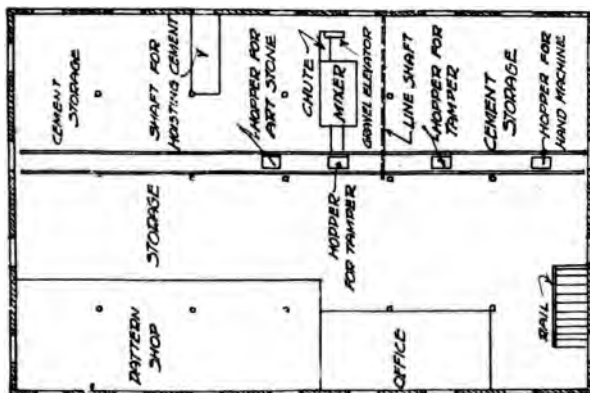 CEMENT
STORAGE
SHAFT FOR
HOISTING CEMENT
HOPPER FOR
ART STONE
CHUTE
MIXER
GRAVEL ELEVATOR
LINE SHAFT
HOPPER FOR
TAMPER
CEMENT
STORAGE
HOPPER FOR
HAND MACHINE
STORAGE
HOPPER
FOR TAMPER
PATTERN
SHOP
OFFICE
RAIL